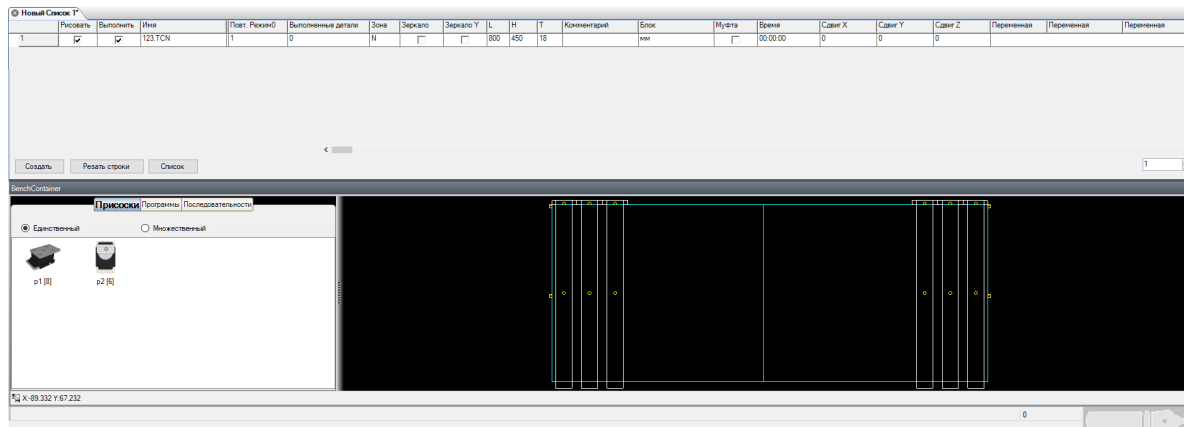 Новый Список 1*
Рисовать Выполнить Имя Повт. Режим0 Выполненные детали Зона Зеркало Зеркало Y L H T Комментарий Блок Муфта Время Сдвиг X Сдвиг Y Сдвиг Z Переменная Переменная Переменная
1 123.TCN 1 0 N 800 450 18 мм 00:00:00 0 0 0
Создать Резать строки Список 1
BenchContainer
Присоски Программы Последовательности
Единственный Множественный
p1 [8] p2 [6]
X:-89.332 Y:67.232
0